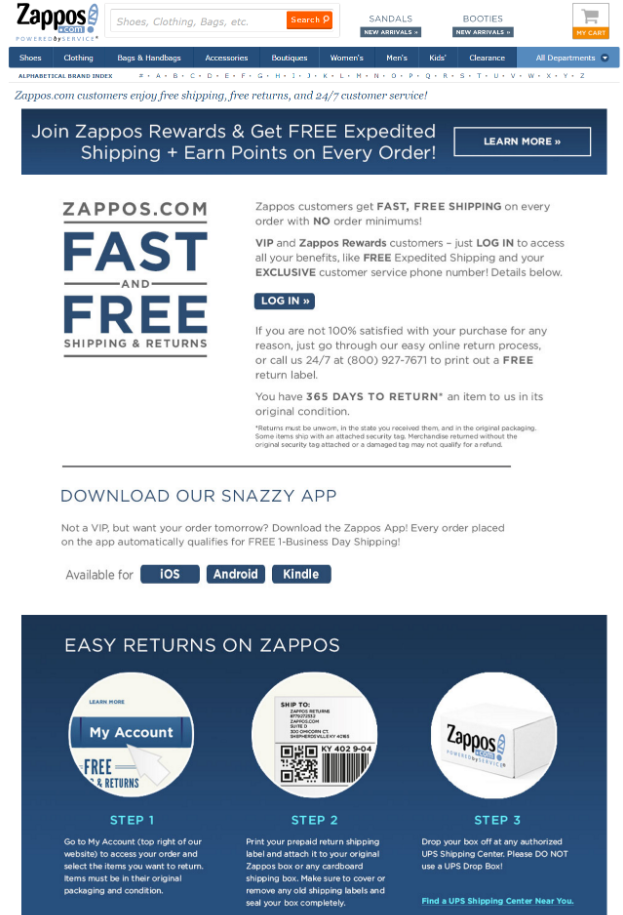 Zappos
.com
POWEREDbySERVICE®
Shoes, Clothing, Bags, etc.
Search
SANDALS
NEW ARRIVALS »
BOOTIES
NEW ARRIVALS »
MY CART
Shoes Clothing Bags & Handbags Accessories Boutiques Women's Men's Kids' Clearance All Departments
ALPHABETICAL BRAND INDEX # • A • B • C • D • E • F • G • H • I • J • K • L • M • N • O • P • Q • R • S • T • U • V • W • X • Y • Z
Zappos.com customers enjoy free shipping, free returns, and 24/7 customer service!
Join Zappos Rewards & Get FREE Expedited
Shipping + Earn Points on Every Order!
LEARN MORE »
ZAPPOS.COM
FAST
AND
FREE
SHIPPING & RETURNS
Zappos customers get FAST, FREE SHIPPING on every
order with NO order minimums!
VIP and Zappos Rewards customers – just LOG IN to access
all your benefits, like FREE Expedited Shipping and your
EXCLUSIVE customer service phone number! Details below.
LOG IN »
If you are not 100% satisfied with your purchase for any
reason, just go through our easy online return process,
or call us 24/7 at (800) 927-7671 to print out a FREE
return label.
You have 365 DAYS TO RETURN* an item to us in its
original condition.
*Returns must be unworn, in the state you received them, and in the original packaging.
Some items ship with an attached security tag. Merchandise returned without the
original security tag attached or a damaged tag may not qualify for a refund.
DOWNLOAD OUR SNAZZY APP
Not a VIP, but want your order tomorrow? Download the Zappos App! Every order placed
on the app automatically qualifies for FREE 1-Business Day Shipping!
Available for iOS Android Kindle
EASY RETURNS ON ZAPPOS
LEARN MORE
My Account
FREE
& RETURNS
SHIP TO:
ZAPPOS RETURNS
ZAPPOS.COM
SUITE D
300 OMICORN CT.
SHEPHERDSVILLE KY 40165
KY 402 9-04
Zappos
.com
POWEREDbySERVICE®
STEP 1
Go to My Account (top right of our
website) to access your order and
select the items you want to return.
Items must be in their original
packaging and condition.
STEP 2
Print your prepaid return shipping
label and attach it to your original
Zappos box or any cardboard
shipping box. Make sure to cover or
remove any old shipping labels and
seal your box completely.
STEP 3
Drop your box off at any authorized
UPS Shipping Center. Please DO NOT
use a UPS Drop Box!
Find a UPS Shipping Center Near You.